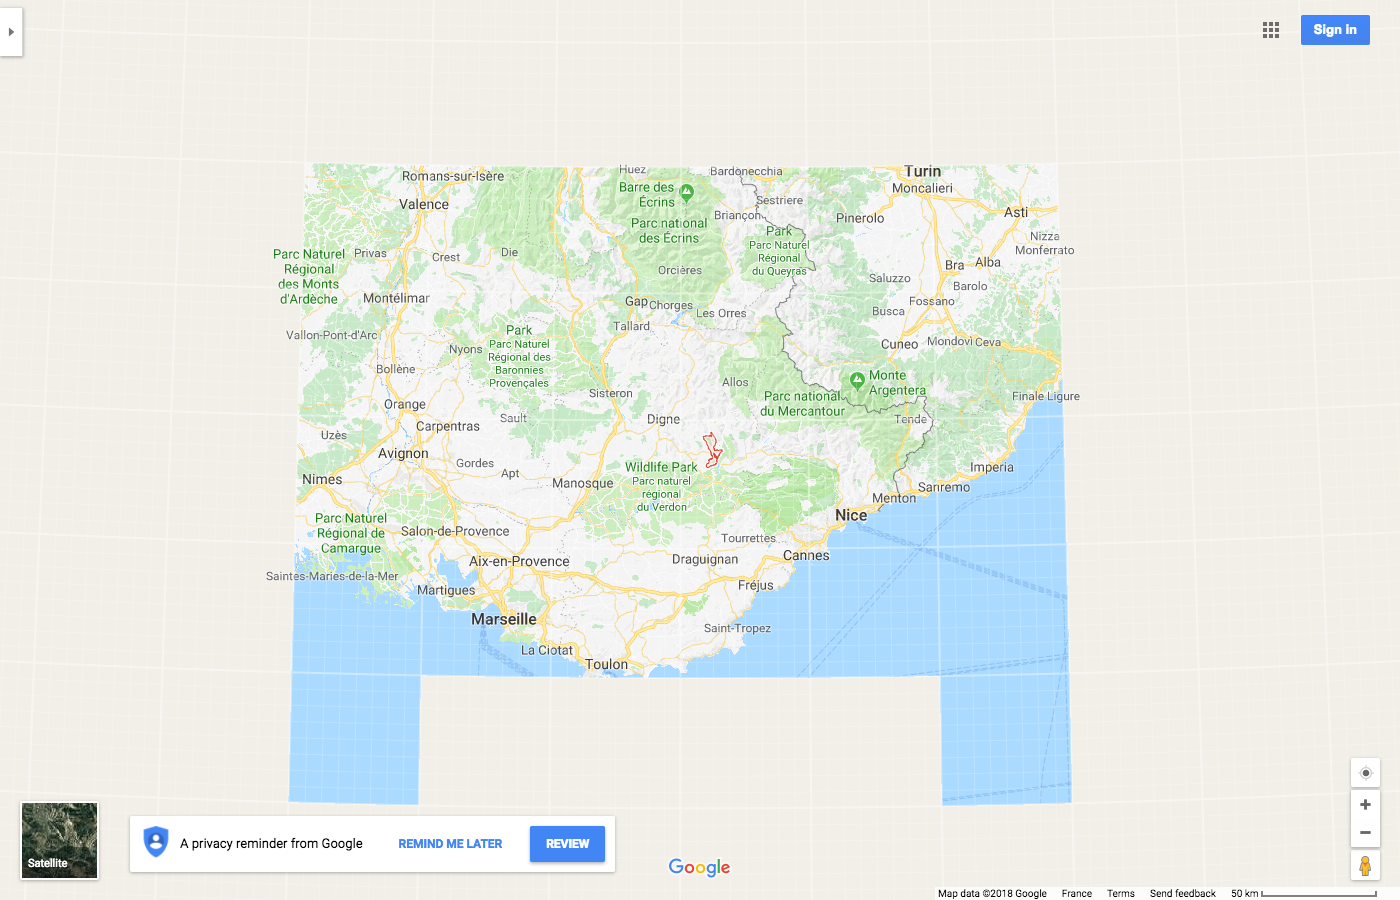 Sign in
Huez
Bardonecchia
Turin
Romans-sur-Isère
Moncalieri
Barre des
Écrins
Valence
Sestriere
Briançon
Pinerolo
Asti
Parc national
des Écrins
Park
Parc Naturel
Régional
du Queyras
Nizza
Monferrato
Parc Naturel
Régional
des Monts
d'Ardèche
Privas
Crest
Die
Orcières
Bra
Alba
Saluzzo
Barolo
Montélimar
Gap
Chorges
Les Orres
Fossano
Busca
Tallard
Vallon-Pont-d'Arc
Park
Parc Naturel
Régional des
Baronnies
Provençales
Nyons
Cuneo
Mondovì
Ceva
Bollène
Allos
Monte
Argentera
Sisteron
Parc national
du Mercantour
Finale Ligure
Orange
Sault
Digne
Tende
Carpentras
Uzès
Avignon
Gordes
Apt
Wildlife Park
Parc naturel
régional
du Verdon
Imperia
Nimes
Manosque
Sanremo
Menton
Nice
Parc Naturel
Régional de
Camargue
Salon-de-Provence
Tourrettes
Cannes
Aix-en-Provence
Draguignan
Saintes-Maries-de-la-Mer
Martigues
Fréjus
Marseille
Saint-Tropez
La Ciotat
Toulon
Satellite
A privacy reminder from Google
REMIND ME LATER
REVIEW
Google
Map data ©2018 Google
France
Terms
Send feedback
50 km